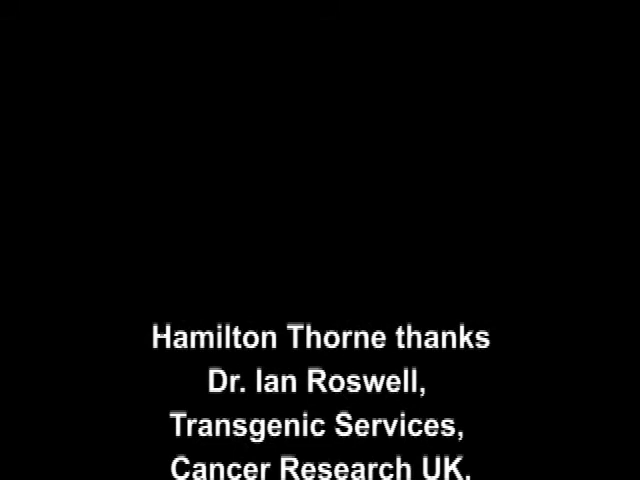 Hamilton Thorne thanks
Dr. Ian Roswell,
Transgenic Services,
Cancer Research UK.